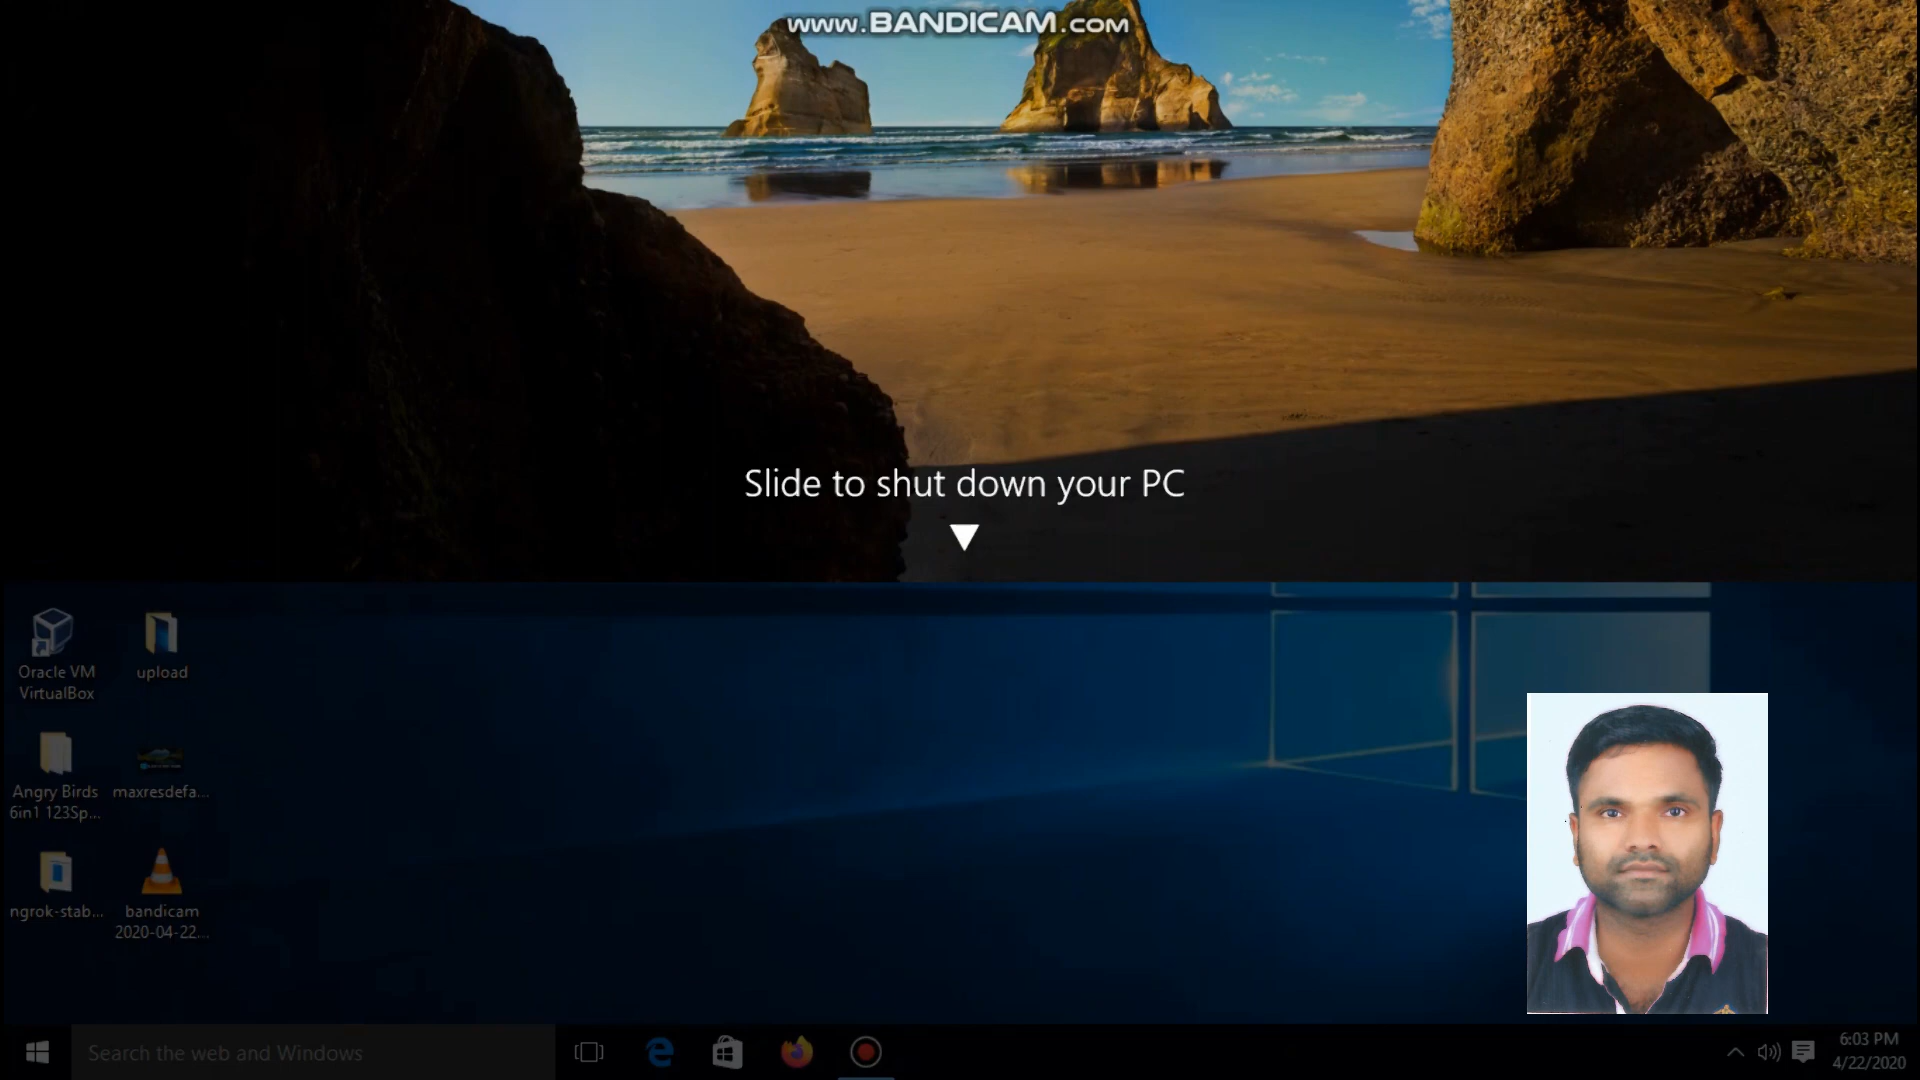 www.BANDICAM.com
Slide to shut down your PC
Oracle VM
VirtualBox
upload
Angry Birds
6in1 123Sp...
maxresdefa...
ngrok-stab...
bandicam
2020-04-22...
Search the web and Windows
6:03 PM
4/22/2020